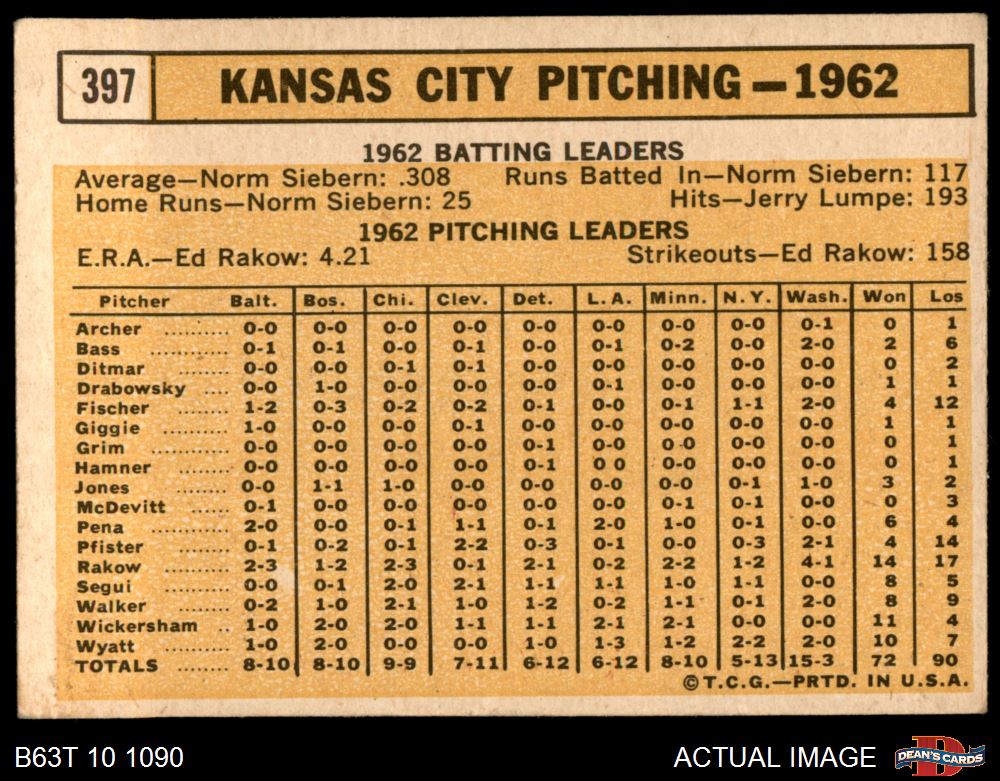 397 KANSAS CITY PITCHING—1962
1962 BATTING LEADERS
Average—Norm Siebern: .308 Runs Batted In—Norm Siebern: 117
Home Runs—Norm Siebern: 25 Hits—Jerry Lumpe: 193
1962 PITCHING LEADERS
E.R.A.—Ed Rakow: 4.21 Strikeouts—Ed Rakow: 158
Pitcher Balt. Bos. Chi. Clev. Det. L.A. Minn. N.Y. Wash. Won Los
Archer .......... 0-0 0-0 0-0 0-0 0-0 0-0 0-0 0-0 0-1 0 1
Bass ............ 0-1 0-1 0-0 0-1 0-0 0-1 0-2 0-0 2-0 2 6
Ditmar .......... 0-0 0-0 0-1 0-1 0-0 0-0 0-0 0-0 0-0 0 2
Drabowsky .... 0-0 1-0 0-0 0-0 0-0 0-1 0-0 0-0 0-0 1 1
Fischer ........ 1-2 0-3 0-2 0-2 0-1 0-0 0-1 1-1 2-0 4 12
Giggie .......... 1-0 0-0 0-0 0-1 0-0 0-0 0-0 0-0 0-0 1 1
Grim ............ 0-0 0-0 0-0 0-0 0-1 0-0 0-0 0-0 0-0 0 1
Hamner ........ 0-0 0-0 0-0 0-0 0-1 0 0 0-0 0-0 0-0 0 1
Jones ........ 0-0 1-1 1-0 0-0 0-0 0-0 0-0 0-1 1-0 3 2
McDevitt ...... 0-0 0-0 0-0 0-0 0-0 0-1 0-1 0-1 0-0 0 3
Pena ............ 2-0 0-0 0-1 1-1 0-1 2-0 1-0 0-1 0-0 6 4
Pfister ........ 0-1 0-2 0-1 2-2 0-3 0-1 0-0 0-3 2-1 4 14
Rakow .......... 2-3 1-2 2-3 0-1 2-1 0-2 2-2 1-2 4-1 14 17
Segui .......... 0-0 0-1 2-0 2-1 1-1 1-1 1-0 1-1 0-0 8 5
Walker ........ 0-2 1-0 2-1 1-0 1-2 0-2 1-1 0-1 2-0 8 9
Wickersham .. 1-0 2-0 2-0 1-1 1-1 2-1 2-1 0-0 0-0 11 4
Wyatt .......... 1-0 2-0 0-0 0-0 1-0 1-3 1-2 2-2 2-0 10 7
TOTALS ........ 8-10 8-10 9-9 7-11 6-12 6-12 8-10 5-13 15-3 72 90
©T.C.G.—PRTD. IN U.S.A.
B63T 10 1090 ACTUAL IMAGE DEAN'S CARDS